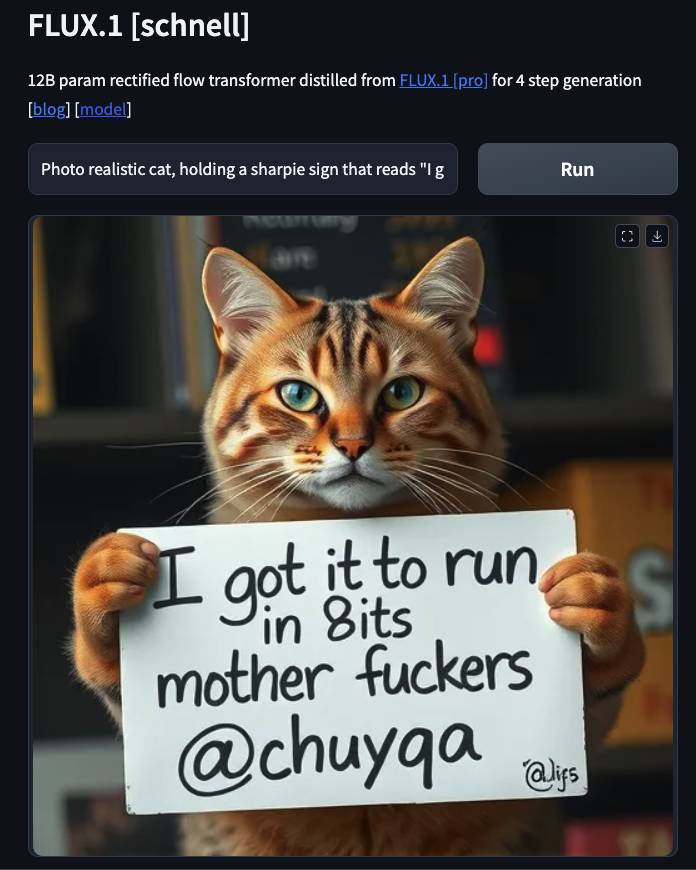 FLUX.1 [schnell]
12B param rectified flow transformer distilled from FLUX.1 [pro] for 4 step generation
[blog] [model]
Photo realistic cat, holding a sharpie sign that reads "I g
Run
I got it to run
in 8its
mother fuckers
@chuyqa